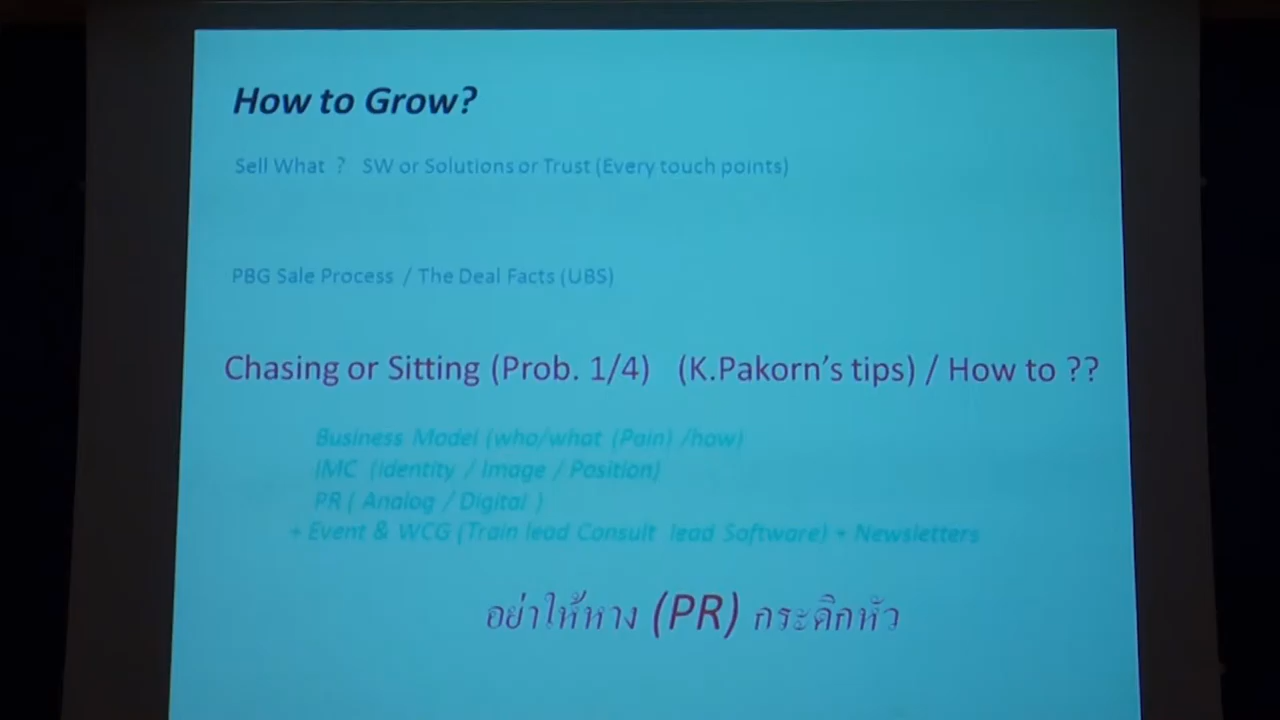 How to Grow?
Sell What ? SW or Solutions or Trust (Every touch points)
PBG Sale Process / The Deal Facts (UBS)
Chasing or Sitting (Prob. 1/4) (K.Pakorn's tips) / How to ??
Business Model (who/what (Pain) /how)
IMC (Identity / Image / Position)
PR ( Analog / Digital )
+ Event & WCG (Train lead Consult lead Software) + Newsletters
อย่าให้หาง (PR) กระดิกหัว